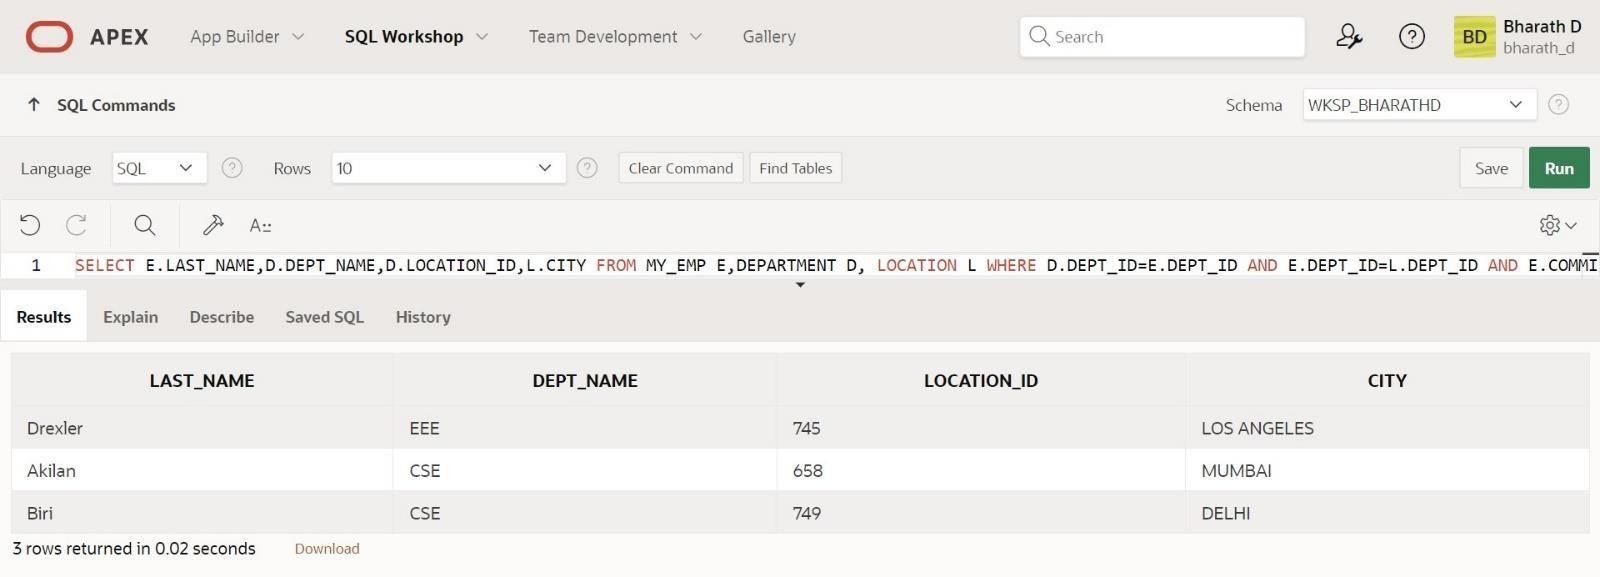 APEX App Builder SQL Workshop Team Development Gallery Search BD Bharath D
bharath_d
SQL Commands Schema WKSP_BHARATHD
Language SQL Rows 10 Clear Command Find Tables Save Run
A::
1 SELECT E.LAST_NAME,D.DEPT_NAME,D.LOCATION_ID,L.CITY FROM MY_EMP E,DEPARTMENT D, LOCATION L WHERE D.DEPT_ID=E.DEPT_ID AND E.DEPT_ID=L.DEPT_ID AND E.COMMI
Results Explain Describe Saved SQL History
LAST_NAME DEPT_NAME LOCATION_ID CITY
Drexler EEE 745 LOS ANGELES
Akilan CSE 658 MUMBAI
Biri CSE 749 DELHI
3 rows returned in 0.02 seconds Download